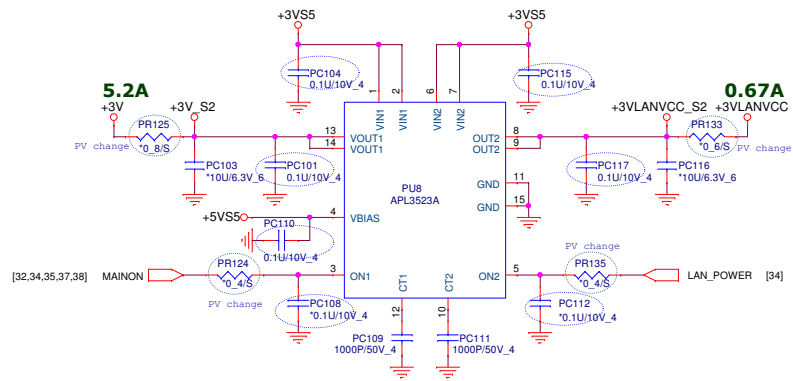 +3VS5
+3VS5
PC104
0.1U/10V_4
PC115
0.1U/10V_4
1
2
6
7
VIN1
VIN1
VIN2
VIN2
5.2A
+3V
+3V_S2
PR125
*0_8/S
PV change
PC103
*10U/6.3V_6
PC101
0.1U/10V_4
13
14
VOUT1
VOUT1
0.67A
+3VLANVCC_S2
+3VLANVCC
PR133
*0_6/S
PV change
8
9
OUT2
OUT2
PC117
0.1U/10V_4
PC116
*10U/6.3V_6
PU8
APL3523A
GND
11
GND
15
+5VS5
4
VBIAS
PC110
0.1U/10V_4
[32,34,35,37,38]
MAINON
PR124
*0_4/S
PV change
3
ON1
PC108
*0.1U/10V_4
CT1
CT2
12
10
PC109
1000P/50V_4
PC111
1000P/50V_4
ON2
5
PV change
PR135
*0_4/S
PC112
*0.1U/10V_4
LAN_POWER
[34]